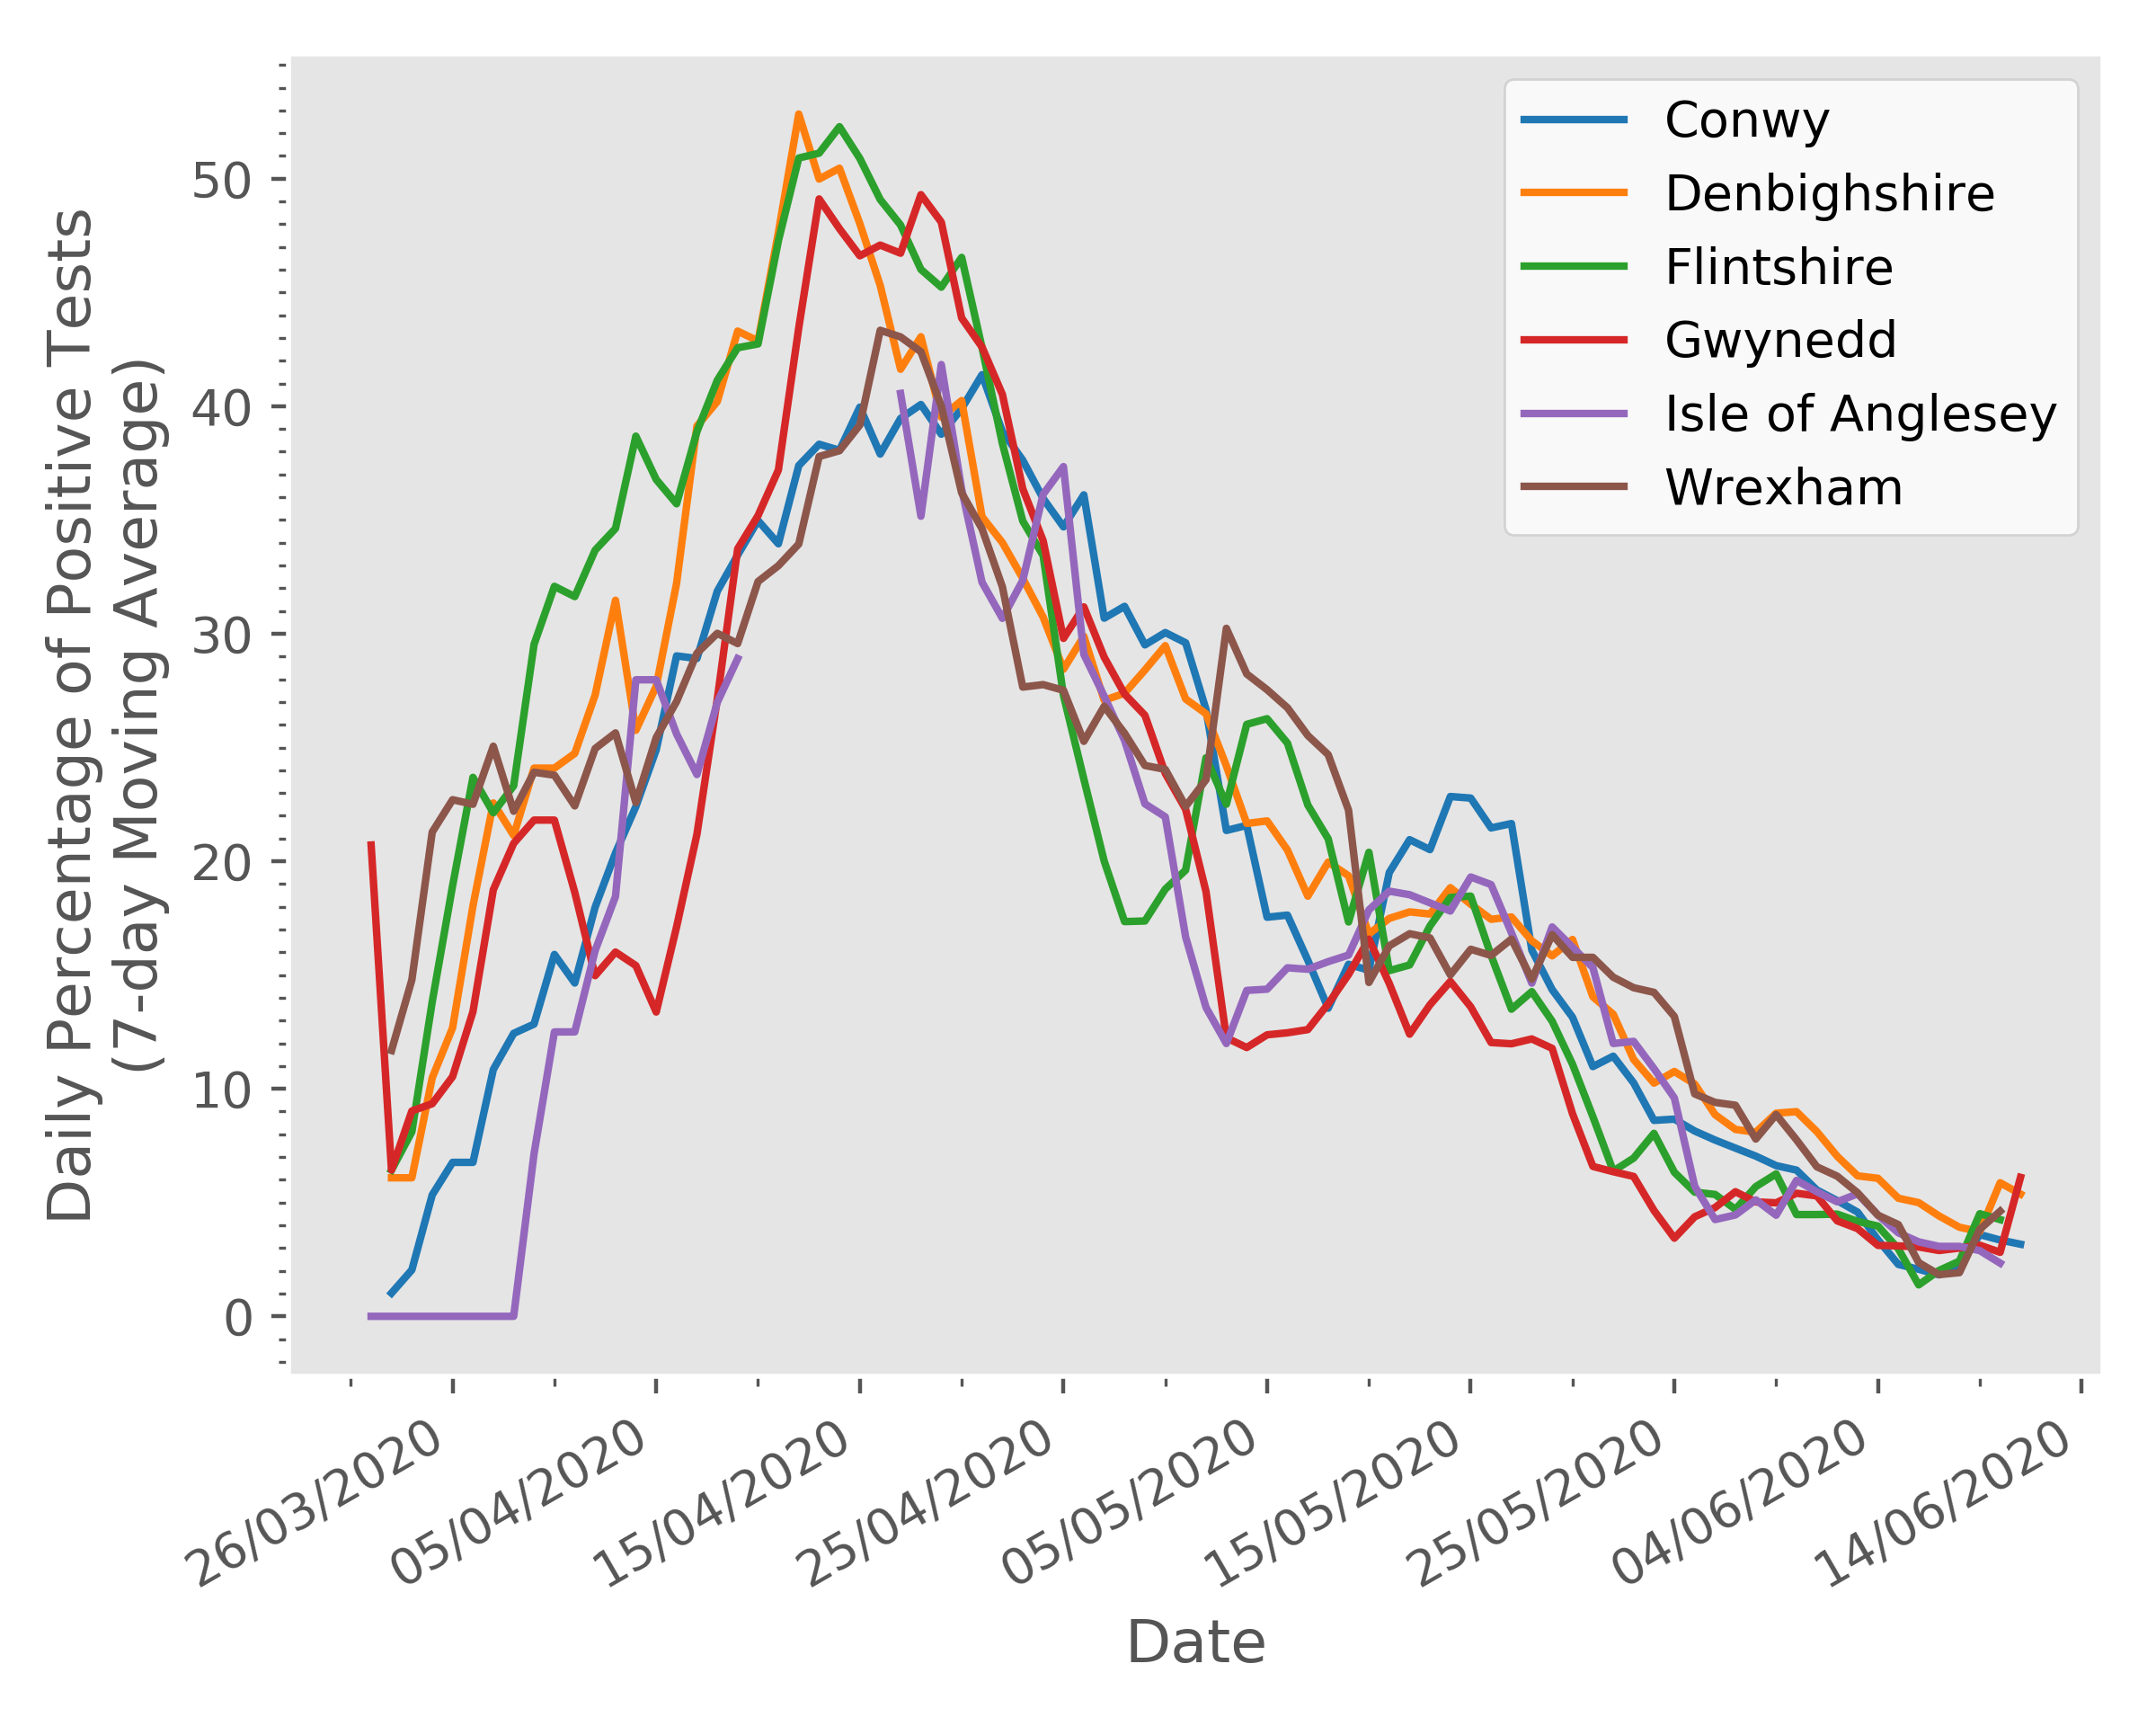 Daily Percentage of Positive Tests
(7-day Moving Average)
50
40
30
20
10
0
Conwy
Denbighshire
Flintshire
Gwynedd
Isle of Anglesey
Wrexham
26/03/2020
05/04/2020
15/04/2020
25/04/2020
05/05/2020
15/05/2020
25/05/2020
04/06/2020
14/06/2020
Date